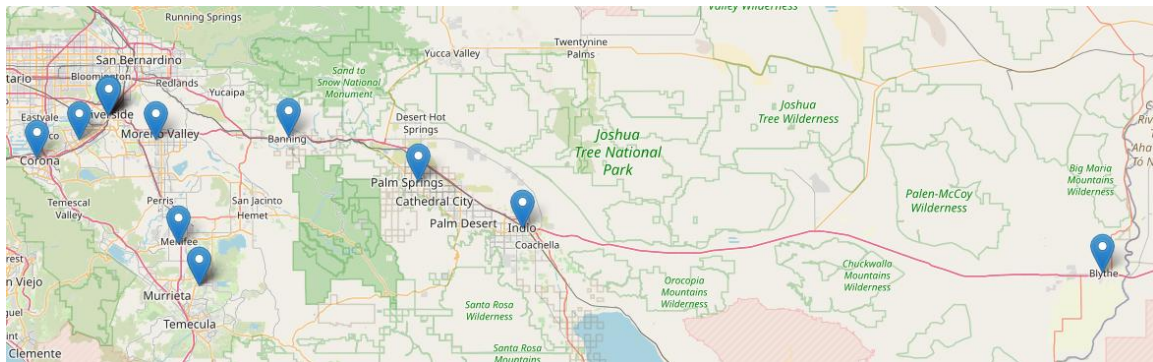 Valley Wilderness
Running Springs
Twentynine
Palms
Yucca Valley
San Bernardino
Bloomington
Redlands
Yucaipa
Sand to
Snow National
Monument
Eastvale
Moreno Valley
Banning
Desert Hot
Springs
Joshua
Tree National
Park
Joshua
Tree Wilderness
Big Maria
Mountains
Wilderness
Corona
Palm Springs
Cathedral City
Palen-McCoy
Wilderness
Temescal
Valley
Perris
San Jacinto
Hemet
Palm Desert
Indio
Coachella
Menifee
Chuckwalla
Mountains
Wilderness
Orocopia
Mountains
Wilderness
Blythe
Murrieta
Santa Rosa
Wilderness
Temecula
Santa Rosa
Mountains
Clemente